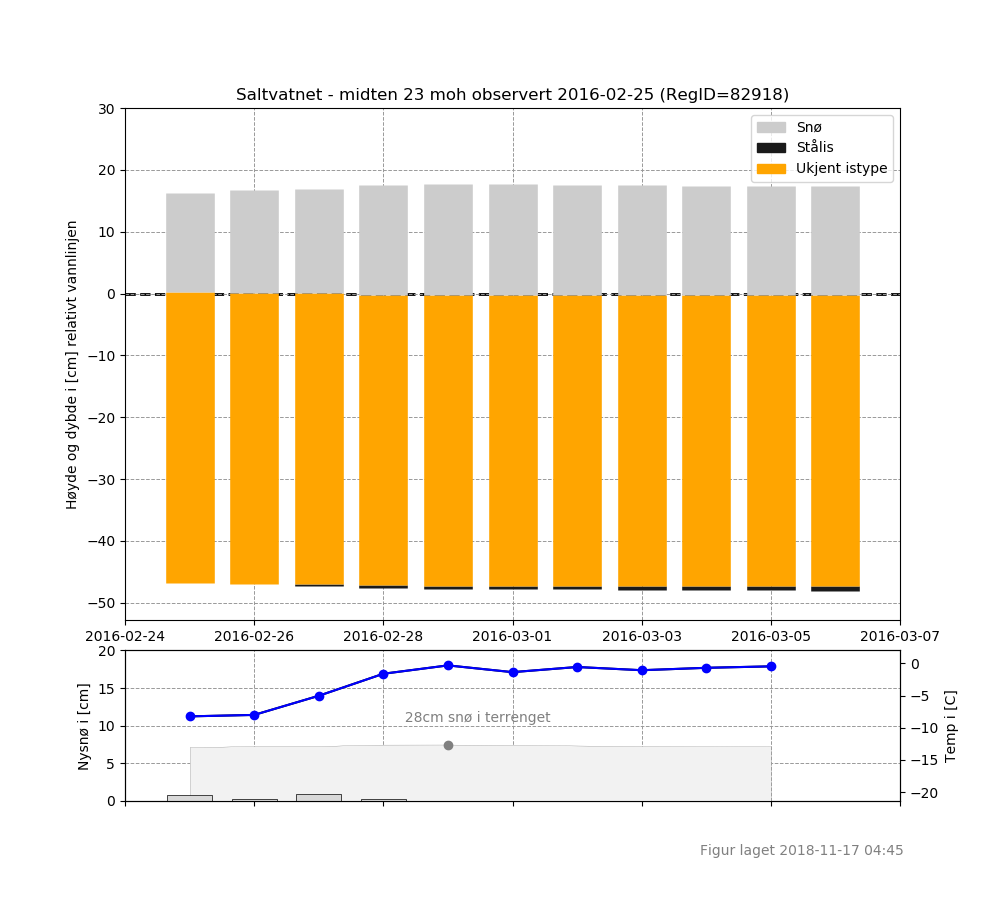 Saltvatnet - midten 23 moh observert 2016-02-25 (RegID=82918)
Snø
Stålis
Ukjent istype
Høyde og dybde i [cm] relativt vannlinjen
30
20
10
0
−10
−20
−30
−40
−50
2016-02-24 2016-02-26 2016-02-28 2016-03-01 2016-03-03 2016-03-05 2016-03-07
Nysnø i [cm]
20
15
10
5
0
28cm snø i terrenget
0
−5
−10
−15
−20
Temp i [C]
Figur laget 2018-11-17 04:45